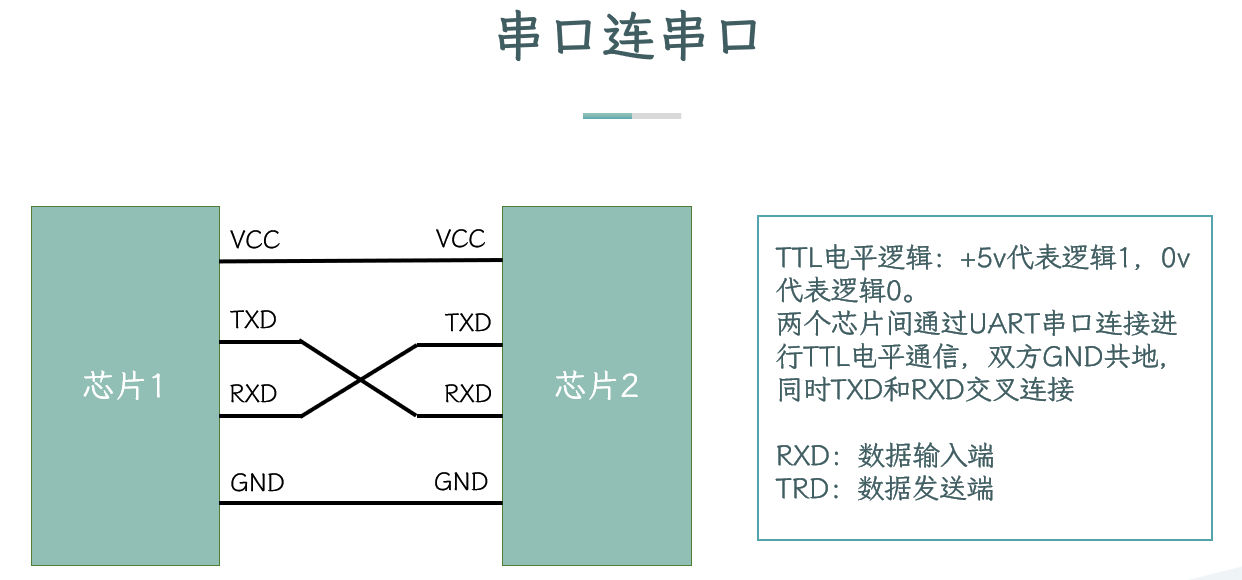 串口连串口
VCC VCC
TXD TXD
芯片1 芯片2
RXD RXD
GND GND
TTL电平逻辑：+5v代表逻辑1，0v
代表逻辑0。
两个芯片间通过UART串口连接进
行TTL电平通信，双方GND共地，
同时TXD和RXD交叉连接
RXD：数据输入端
TRD：数据发送端